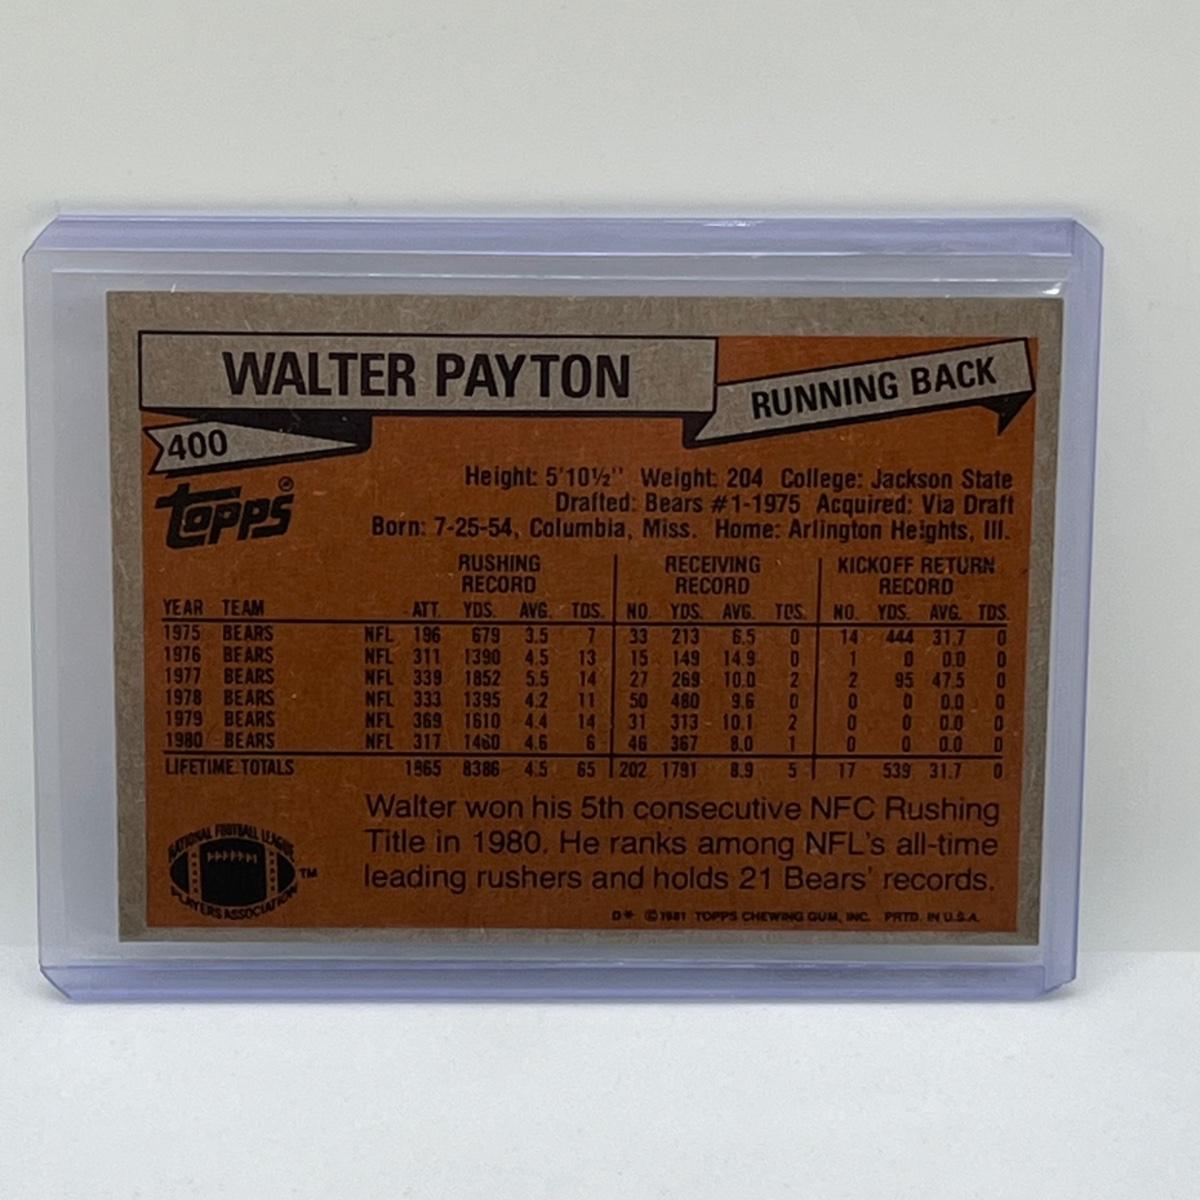 WALTER PAYTON
RUNNING BACK
400
Topps®
Height: 5'10½'' Weight: 204 College: Jackson State
Drafted: Bears #1-1975 Acquired: Via Draft
Born: 7-25-54, Columbia, Miss. Home: Arlington Heights, Ill.
RUSHING RECORD RECEIVING RECORD KICKOFF RETURN RECORD
YEAR TEAM ATT. YDS. AVG. TDS. NO. YDS. AVG. TDS. NO. YDS. AVG. TDS.
1975 BEARS NFL 196 679 3.5 7 33 213 6.5 0 14 444 31.7 0
1976 BEARS NFL 311 1390 4.5 13 15 149 14.9 0 1 0 0.0 0
1977 BEARS NFL 339 1852 5.5 14 27 269 10.0 2 2 95 47.5 0
1978 BEARS NFL 333 1395 4.2 11 50 480 9.6 0 0 0 0.0 0
1979 BEARS NFL 369 1610 4.4 14 31 313 10.1 2 0 0 0.0 0
1980 BEARS NFL 317 1460 4.6 6 46 367 8.0 1 0 0 0.0 0
LIFETIME TOTALS 1865 8386 4.5 65 202 1791 8.9 5 17 539 31.7 0
Walter won his 5th consecutive NFC Rushing
Title in 1980. He ranks among NFL's all-time
leading rushers and holds 21 Bears' records.
NATIONAL FOOTBALL LEAGUE
PLAYERS ASSOCIATION
TM
D* ©1981 TOPPS CHEWING GUM, INC. PRTD. IN U.S.A.